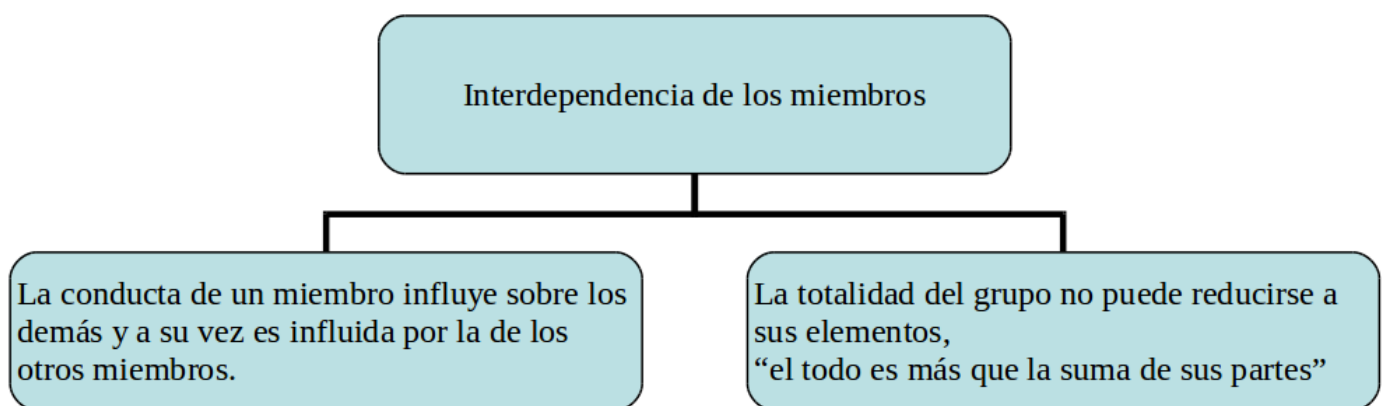 Interdependencia de los miembros
La conducta de un miembro influye sobre los
demás y a su vez es influida por la de los
otros miembros.
La totalidad del grupo no puede reducirse a
sus elementos,
“el todo es más que la suma de sus partes”